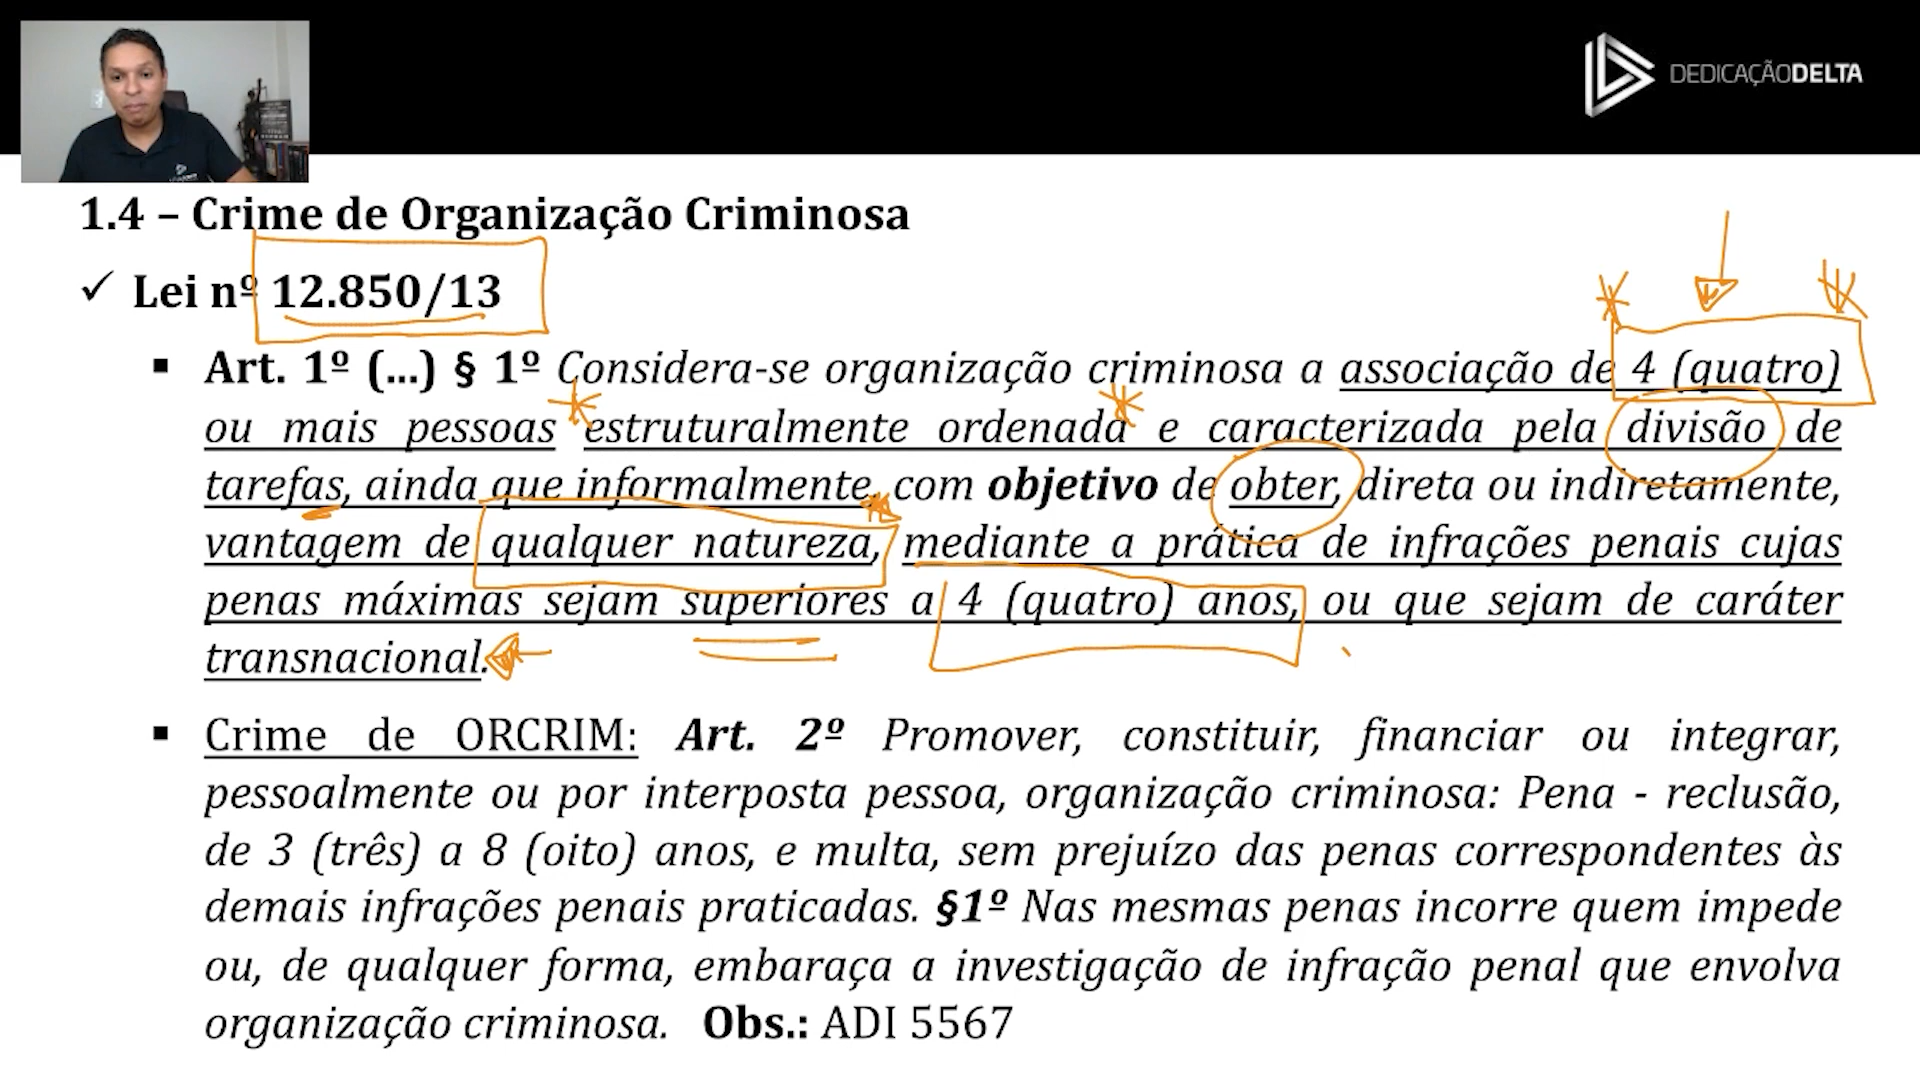 DEDICAÇÃODELTA
1.4 – Crime de Organização Criminosa
✓ Lei nº 12.850/13
▪ Art. 1º (...) § 1º Considera-se organização criminosa a associação de 4 (quatro)
ou mais pessoas estruturalmente ordenada e caracterizada pela divisão de
tarefas, ainda que informalmente, com objetivo de obter, direta ou indiretamente,
vantagem de qualquer natureza, mediante a prática de infrações penais cujas
penas máximas sejam superiores a 4 (quatro) anos, ou que sejam de caráter
transnacional.
▪ Crime de ORCRIM: Art. 2º Promover, constituir, financiar ou integrar,
pessoalmente ou por interposta pessoa, organização criminosa: Pena - reclusão,
de 3 (três) a 8 (oito) anos, e multa, sem prejuízo das penas correspondentes às
demais infrações penais praticadas. §1º Nas mesmas penas incorre quem impede
ou, de qualquer forma, embaraça a investigação de infração penal que envolva
organização criminosa. Obs.: ADI 5567